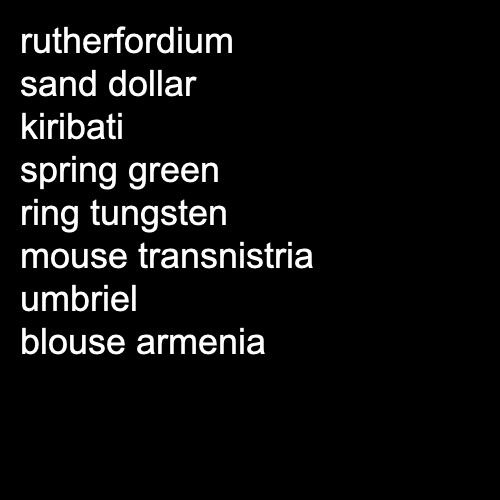 rutherfordium
sand dollar
kiribati
spring green
ring tungsten
mouse transnistria
umbriel
blouse armenia